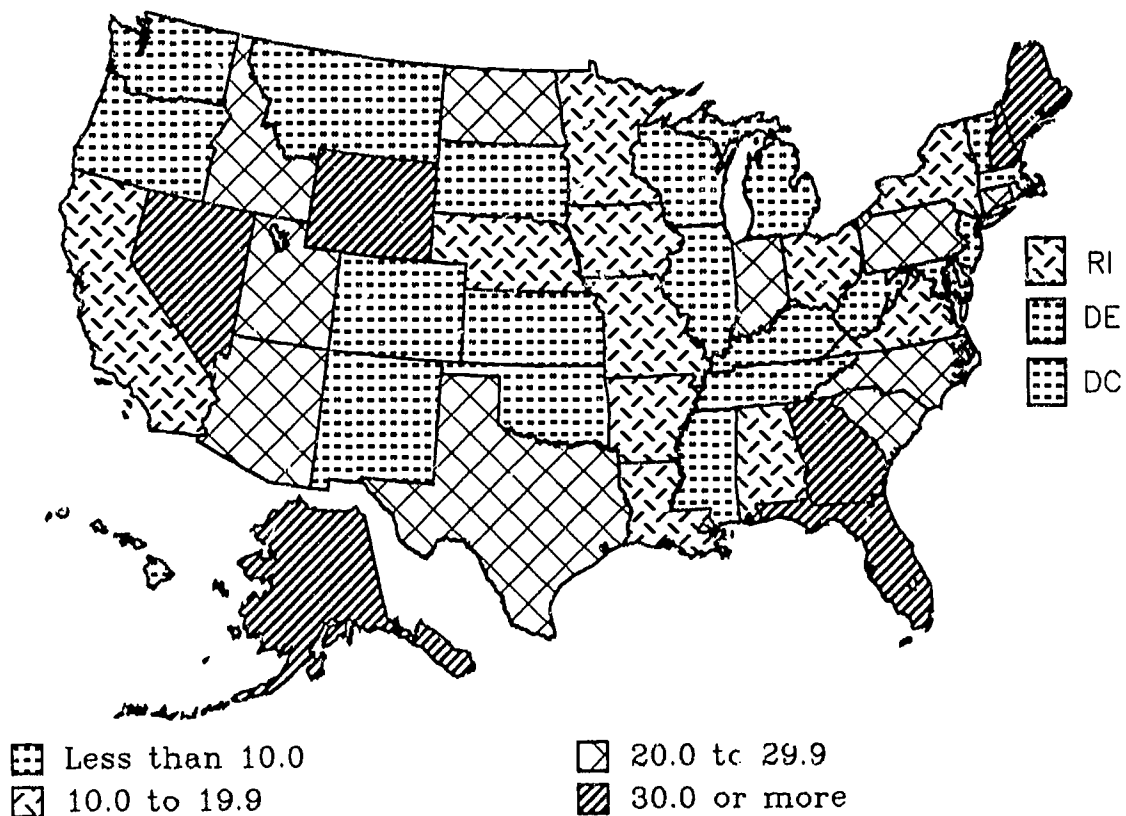 RI
DE
DC
Less than 10.0
10.0 to 19.9
20.0 to 29.9
30.0 or more